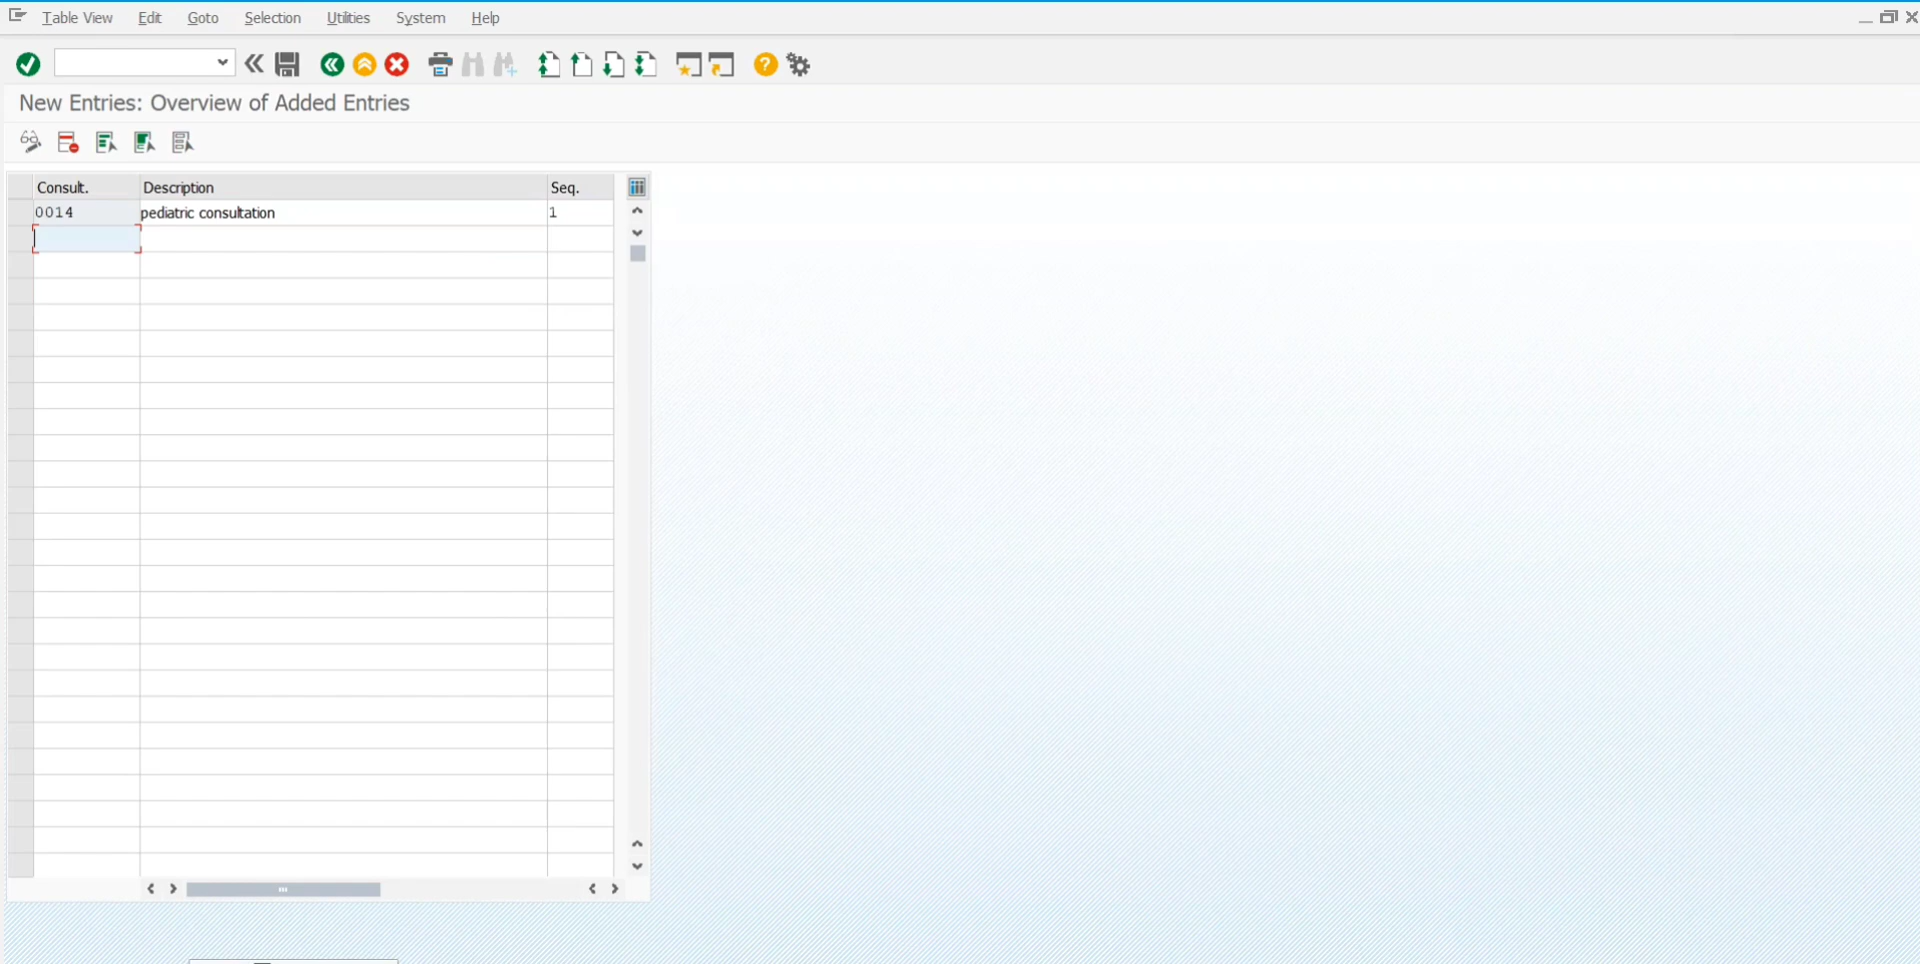 Table View Edit Goto Selection Utilities System Help
New Entries: Overview of Added Entries
Consult. Description Seq.
0014 pediatric consultation 1